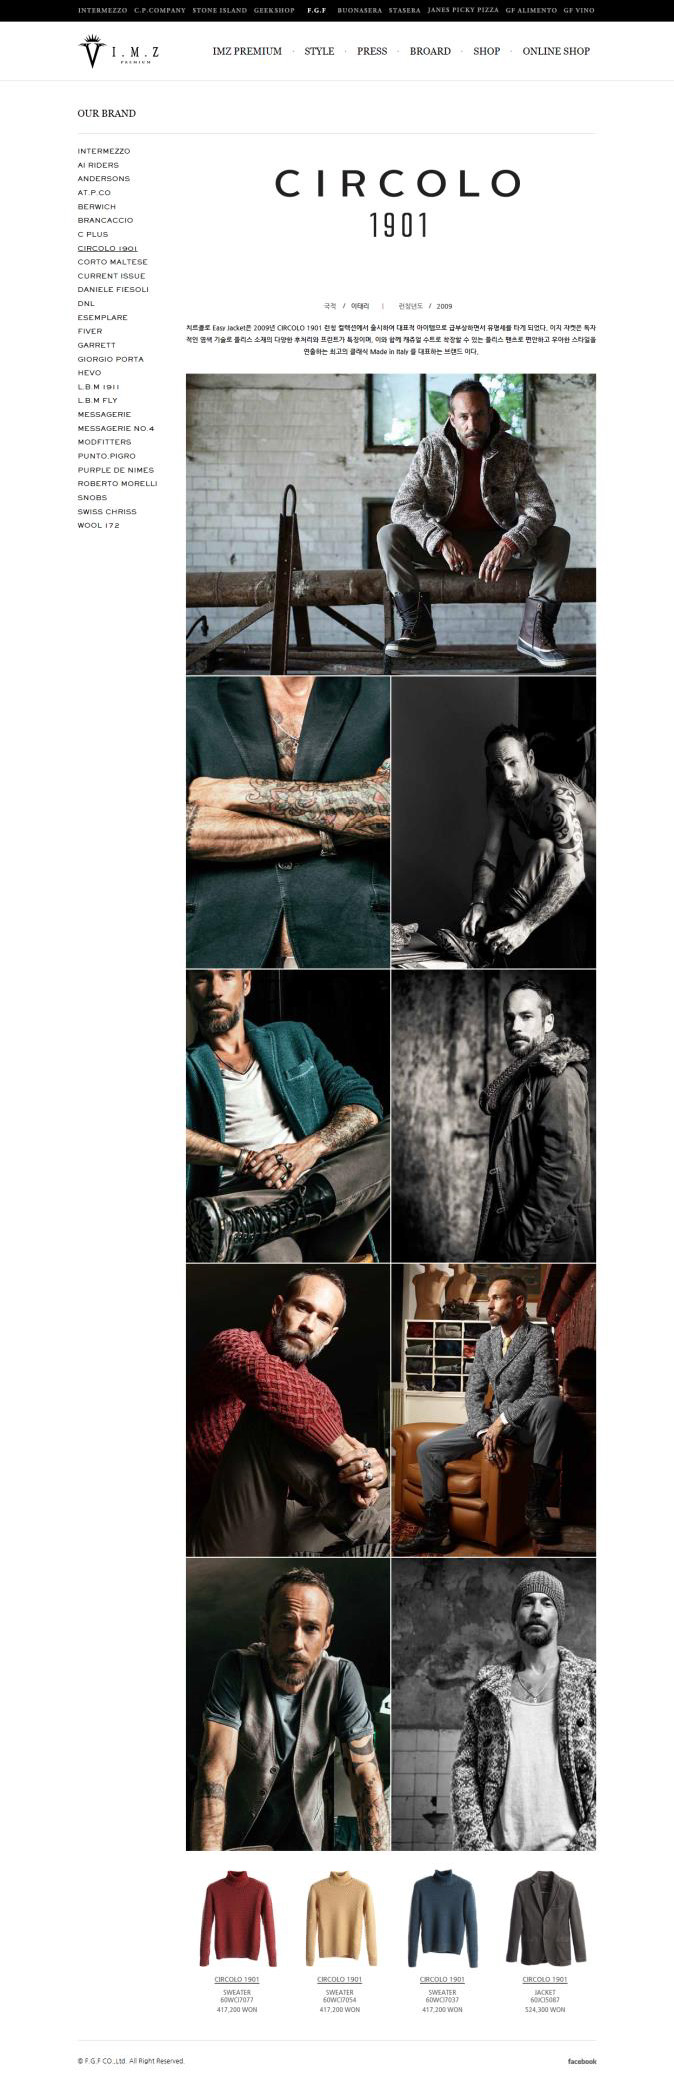 INTERMEZZO C.P.COMPANY STONE ISLAND GEEKSHOP F.G.F BUONASERA STASERA JANES PICKY PIZZA GF ALIMENTO GF VINO
I.M.Z
PREMIUM
IMZ PREMIUM · STYLE · PRESS · BROARD · SHOP · ONLINE SHOP
OUR BRAND
INTERMEZZO
AI RIDERS
ANDERSONS
AT.P.CO
BERWICH
BRANCACCIO
C PLUS
CIRCOLO 1901
CORTO MALTESE
CURRENT ISSUE
DANIELE FIESOLI
DNL
ESEMPLARE
FIVER
GARRETT
GIORGIO PORTA
HEVO
L.B.M 1911
L.B.M FLY
MESSAGERIE
MESSAGERIE NO.4
MODFITTERS
PUNTO.PIGRO
PURPLE DE NIMES
ROBERTO MORELLI
SNOBS
SWISS CHRISS
WOOL 172
CIRCOLO
1901
국적 / 이태리 | 런칭년도 / 2009
치르콜로 Easy Jacket은 2009년 CIRCOLO 1901 런칭 컬렉션에서 출시하여 대표적 아이템으로 급부상하면서 유명세를 타게 되었다. 이지 자켓은 독자
적인 염색 기술로 플리스 소재의 다양한 후처리와 프린트가 특징이며, 이와 함께 캐쥬얼 수트로 착장할 수 있는 플리스 팬츠로 편안하고 우아한 스타일을
연출하는 최고의 클래식 Made in Italy 를 대표하는 브랜드 이다.
CIRCOLO 1901
SWEATER
60WCI7077
417,200 WON
CIRCOLO 1901
SWEATER
60WCI7054
417,200 WON
CIRCOLO 1901
SWEATER
60WCI7037
417,200 WON
CIRCOLO 1901
JACKET
60JCI5087
524,300 WON
© F.G.F CO.,Ltd. All Right Reserved.
facebook